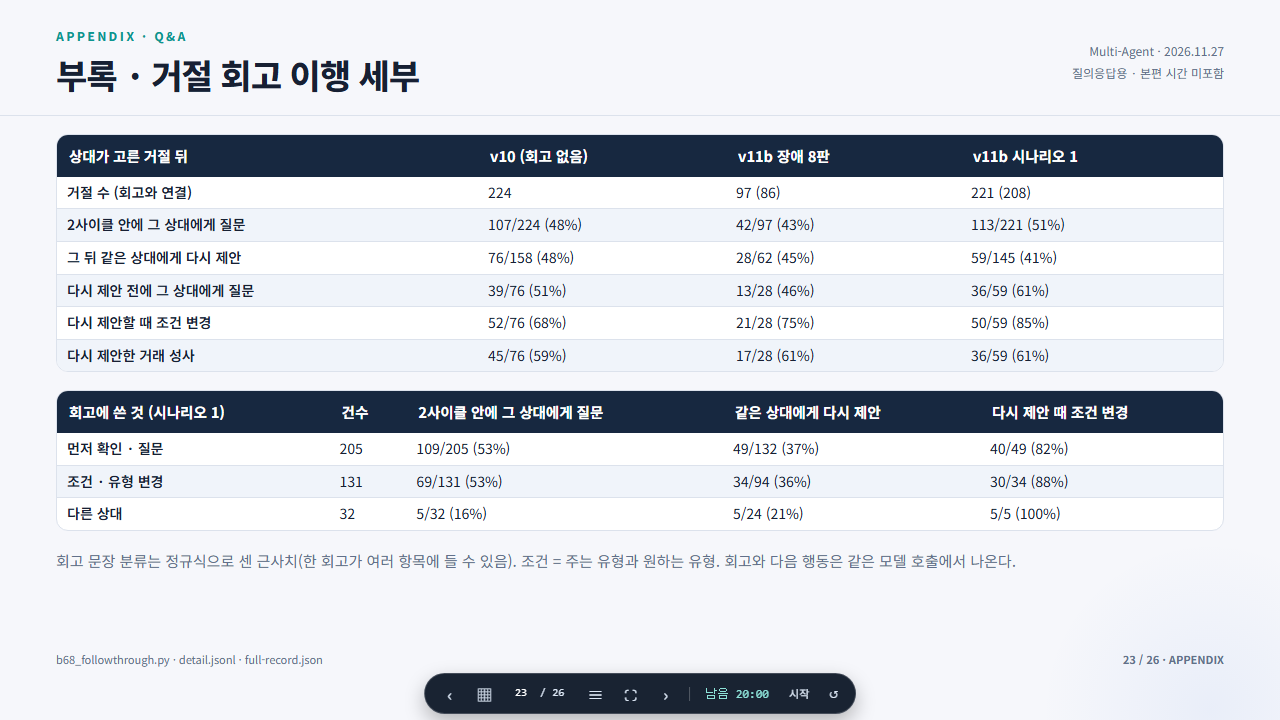 APPENDIX · Q&A
부록 · 거절 회고 이행 세부
Multi-Agent · 2026.11.27
질의응답용 · 본편 시간 미포함
상대가 고른 거절 뒤 v10 (회고 없음) v11b 장애 8판 v11b 시나리오 1
거절 수 (회고와 연결) 224 97 (86) 221 (208)
2사이클 안에 그 상대에게 질문 107/224 (48%) 42/97 (43%) 113/221 (51%)
그 뒤 같은 상대에게 다시 제안 76/158 (48%) 28/62 (45%) 59/145 (41%)
다시 제안 전에 그 상대에게 질문 39/76 (51%) 13/28 (46%) 36/59 (61%)
다시 제안할 때 조건 변경 52/76 (68%) 21/28 (75%) 50/59 (85%)
다시 제안한 거래 성사 45/76 (59%) 17/28 (61%) 36/59 (61%)
회고에 쓴 것 (시나리오 1) 건수 2사이클 안에 그 상대에게 질문 같은 상대에게 다시 제안 다시 제안 때 조건 변경
먼저 확인 · 질문 205 109/205 (53%) 49/132 (37%) 40/49 (82%)
조건 · 유형 변경 131 69/131 (53%) 34/94 (36%) 30/34 (88%)
다른 상대 32 5/32 (16%) 5/24 (21%) 5/5 (100%)
회고 문장 분류는 정규식으로 센 근사치(한 회고가 여러 항목에 들 수 있음). 조건 = 주는 유형과 원하는 유형. 회고와 다음 행동은 같은 모델 호출에서 나온다.
b68_followthrough.py · detail.jsonl · full-record.json
23 / 26 · APPENDIX
23 / 26 남음 20:00 시작